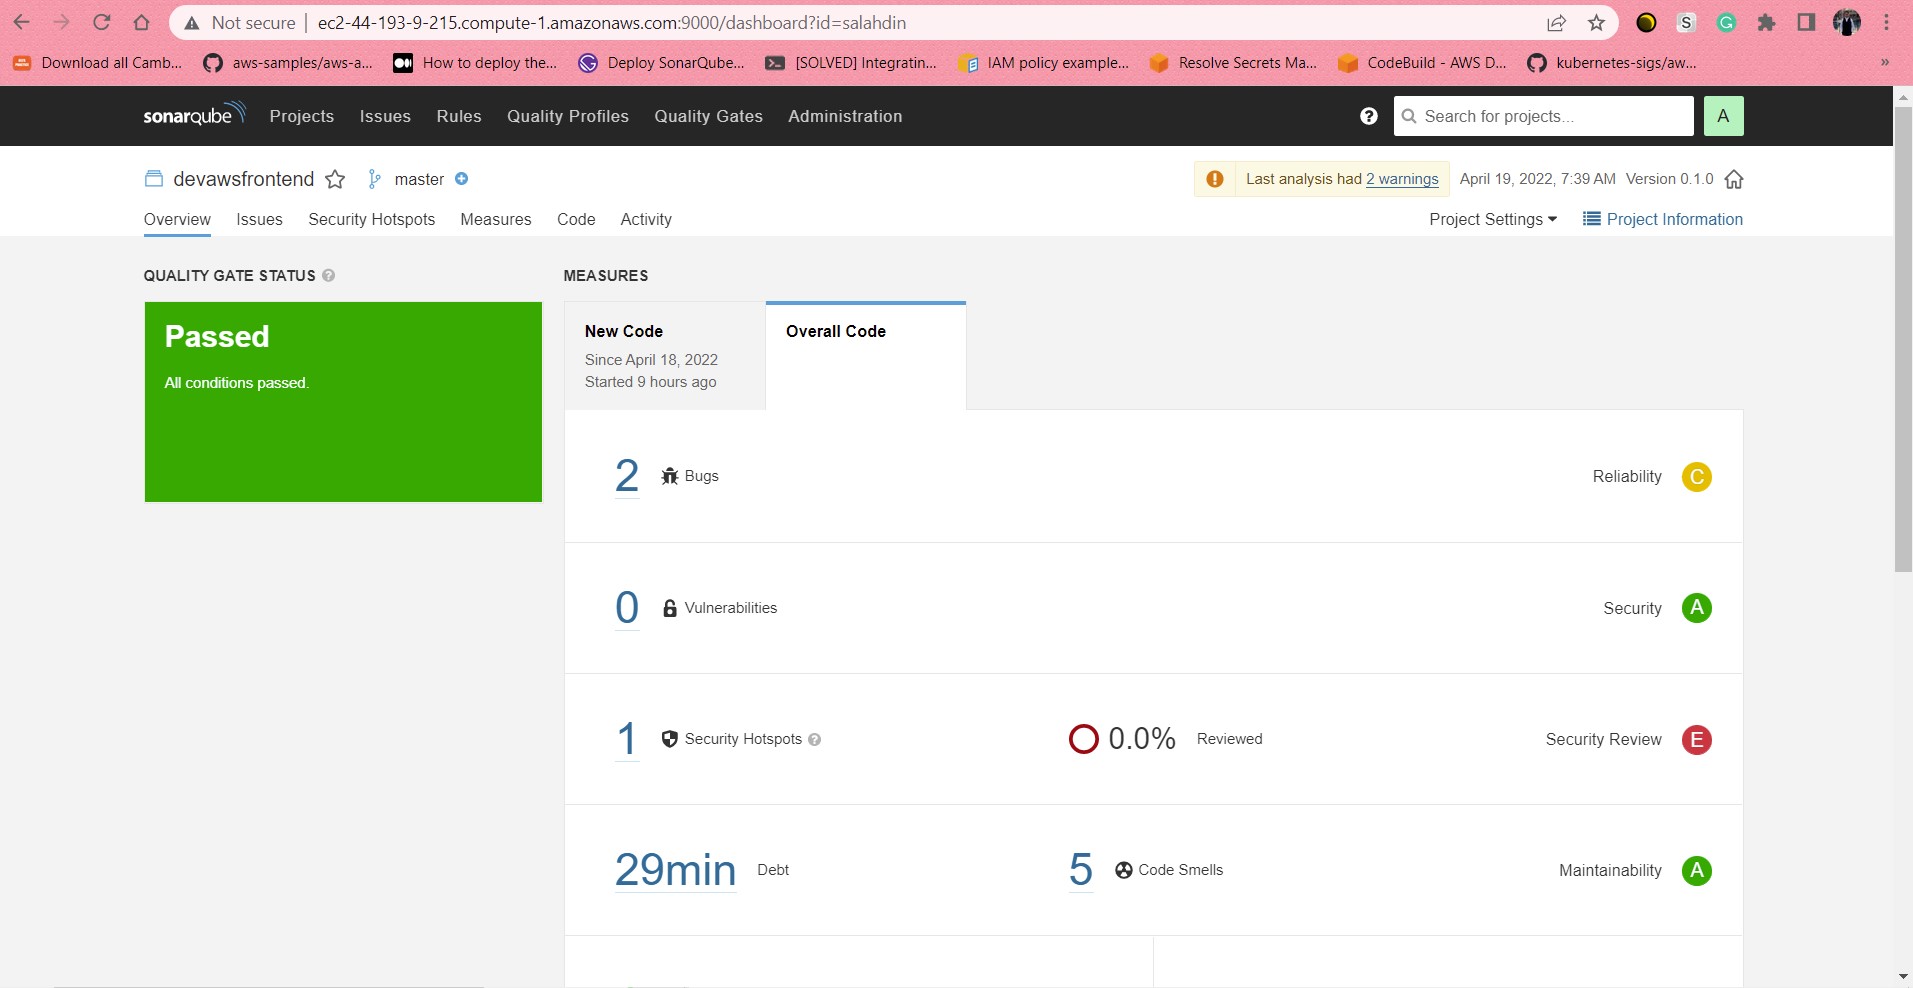 Not secure ec2-44-193-9-215.compute-1.amazonaws.com:9000/dashboard?id=salahdin
Download all Camb... aws-samples/aws-a... How to deploy the... Deploy SonarQube... [SOLVED] Integratin... IAM policy example... Resolve Secrets Ma... CodeBuild - AWS D... kubernetes-sigs/aw... »
sonarqube Projects Issues Rules Quality Profiles Quality Gates Administration Search for projects... A
devawsfrontend master Last analysis had 2 warnings April 19, 2022, 7:39 AM Version 0.1.0
Overview Issues Security Hotspots Measures Code Activity Project Settings Project Information
QUALITY GATE STATUS MEASURES
Passed
All conditions passed.
New Code
Since April 18, 2022
Started 9 hours ago
Overall Code
2 Bugs Reliability C
0 Vulnerabilities Security A
1 Security Hotspots 0.0% Reviewed Security Review E
29min Debt 5 Code Smells Maintainability A